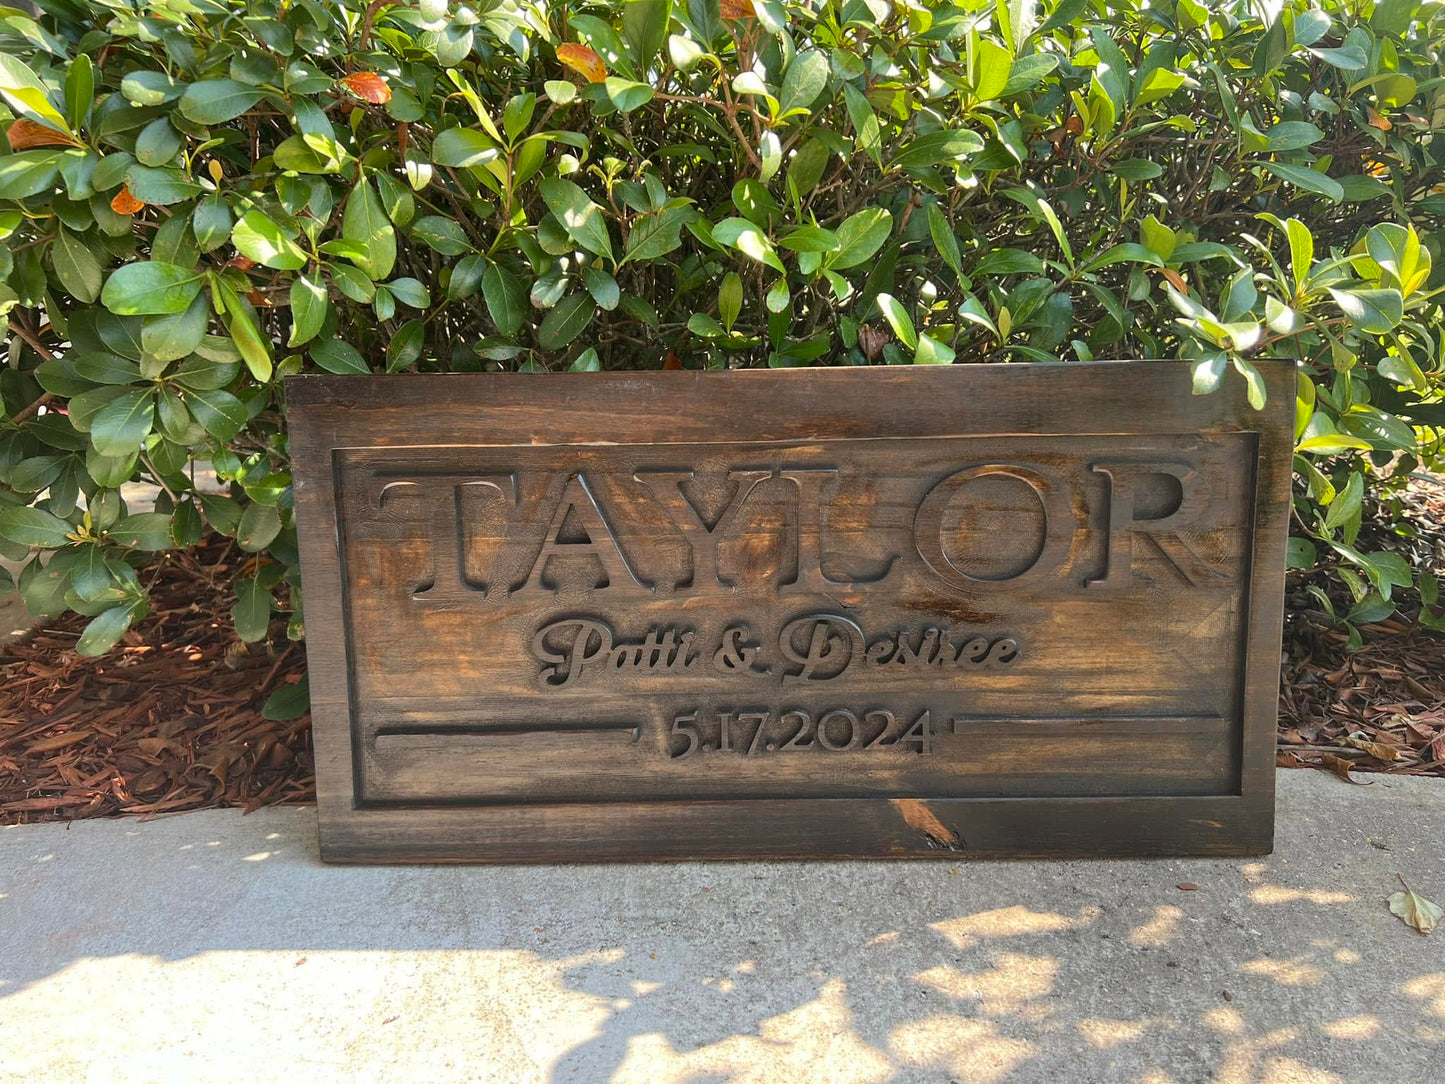 TAYLOR
Patti & Desiree
5.17.2024